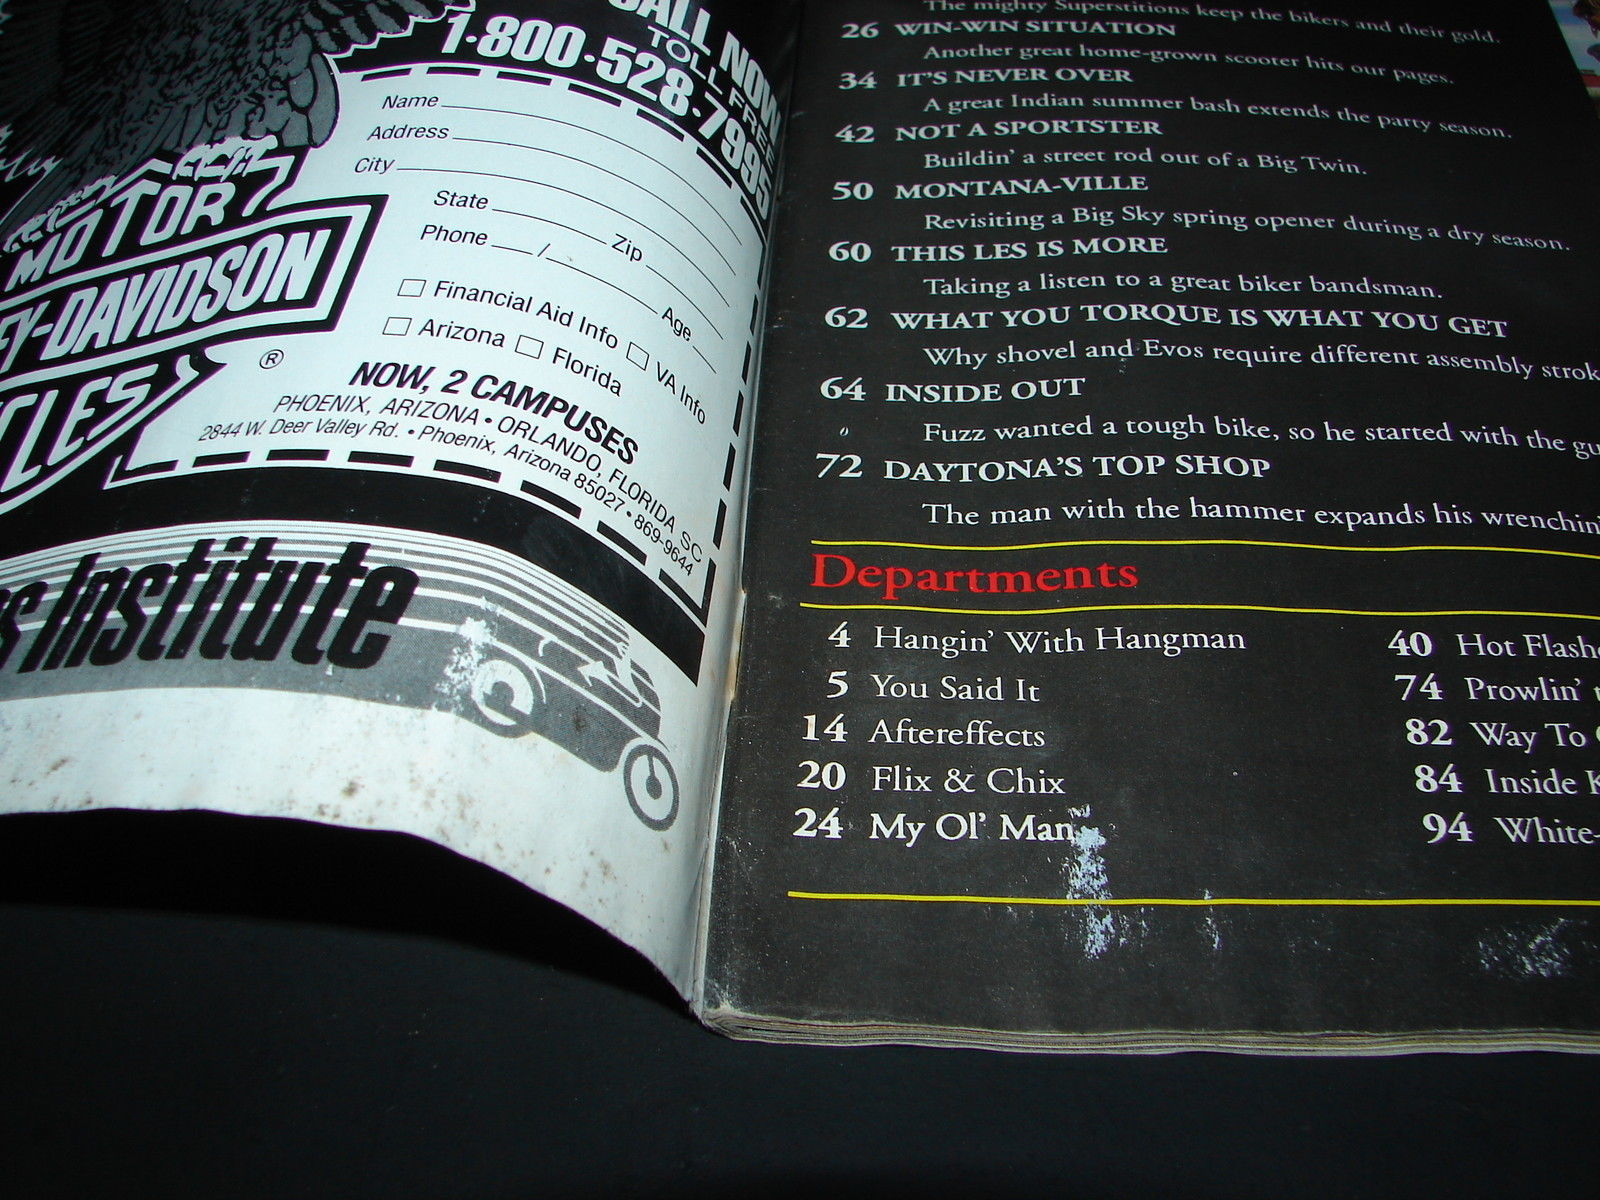 CALL NOW
TOLL FREE
1-800-528-7995
Name
Address
City
State Zip
Phone / Age
Financial Aid Info VA Info
Arizona Florida
NOW, 2 CAMPUSES
PHOENIX, ARIZONA • ORLANDO, FLORIDA SC
2844 W. Deer Valley Rd. • Phoenix, Arizona 85027 • 869-9644
MOTOR
EY-DAVIDSON
CLES
®
s Institute
The mighty Superstitions keep the bikers and their gold.
26 WIN-WIN SITUATION
Another great home-grown scooter hits our pages.
34 IT'S NEVER OVER
A great Indian summer bash extends the party season.
42 NOT A SPORTSTER
Buildin' a street rod out of a Big Twin.
50 MONTANA-VILLE
Revisiting a Big Sky spring opener during a dry season.
60 THIS LES IS MORE
Taking a listen to a great biker bandsman.
62 WHAT YOU TORQUE IS WHAT YOU GET
Why shovel and Evos require different assembly strok
64 INSIDE OUT
Fuzz wanted a tough bike, so he started with the gu
72 DAYTONA'S TOP SHOP
The man with the hammer expands his wrenchin
Departments
4 Hangin' With Hangman
5 You Said It
14 Aftereffects
20 Flix & Chix
24 My Ol' Man
40 Hot Flash
74 Prowlin'
82 Way To
84 Inside
94 White-